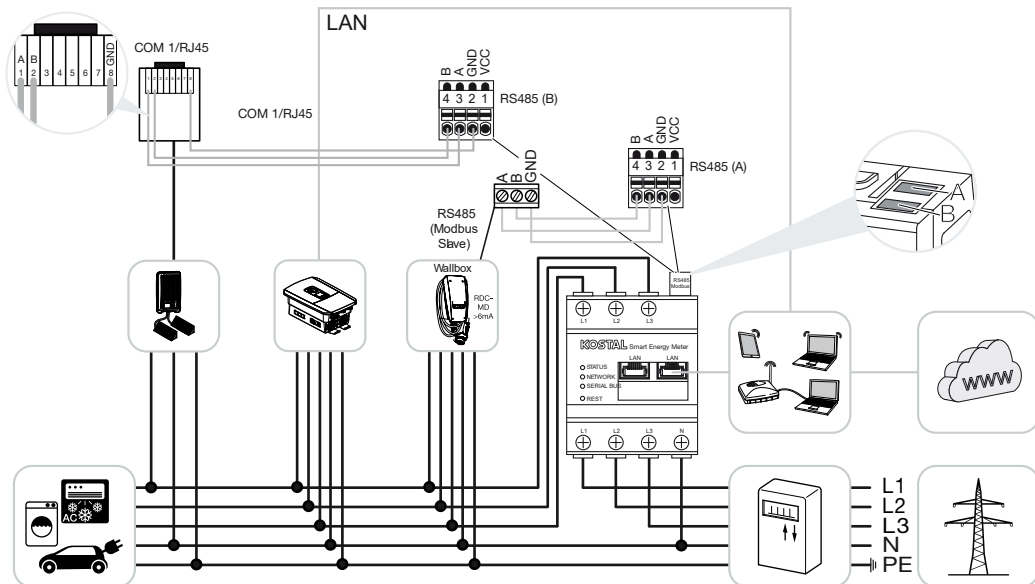 LAN
COM 1/RJ45
A B GND
1 2 3 4 5 6 7 8
COM 1/RJ45
B A GND VCC
4 3 2 1
RS485 (B)
B A GND VCC
4 3 2 1
RS485 (A)
A B GND
RS485
(Modbus
Slave)
A
B
Wallbox
RDC-
MD
>6mA
RS485
Modbus
L1 L2 L3
KOSTAL Smart Energy Meter
LAN LAN
STATUS
NETWORK
SERIAL BUS
REST
L1 L2 L3 N
WWW
AC
L1
L2
L3
N
PE